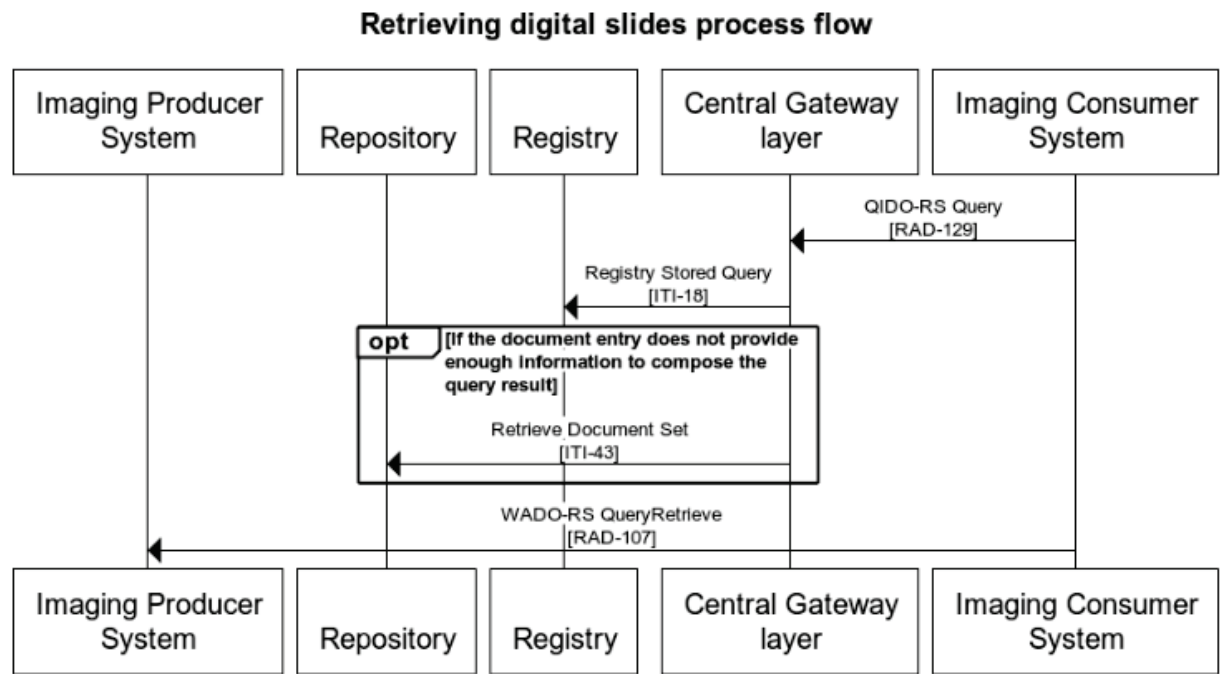 Retrieving digital slides process flow
Imaging Producer
System
Repository
Registry
Central Gateway
layer
Imaging Consumer
System
QIDO-RS Query
[RAD-129]
Registry Stored Query
[ITI-18]
opt
[If the document entry does not provide
enough information to compose the
query result]
Retrieve Document Set
[ITI-43]
WADO-RS QueryRetrieve
[RAD-107]
Imaging Producer
System
Repository
Registry
Central Gateway
layer
Imaging Consumer
System